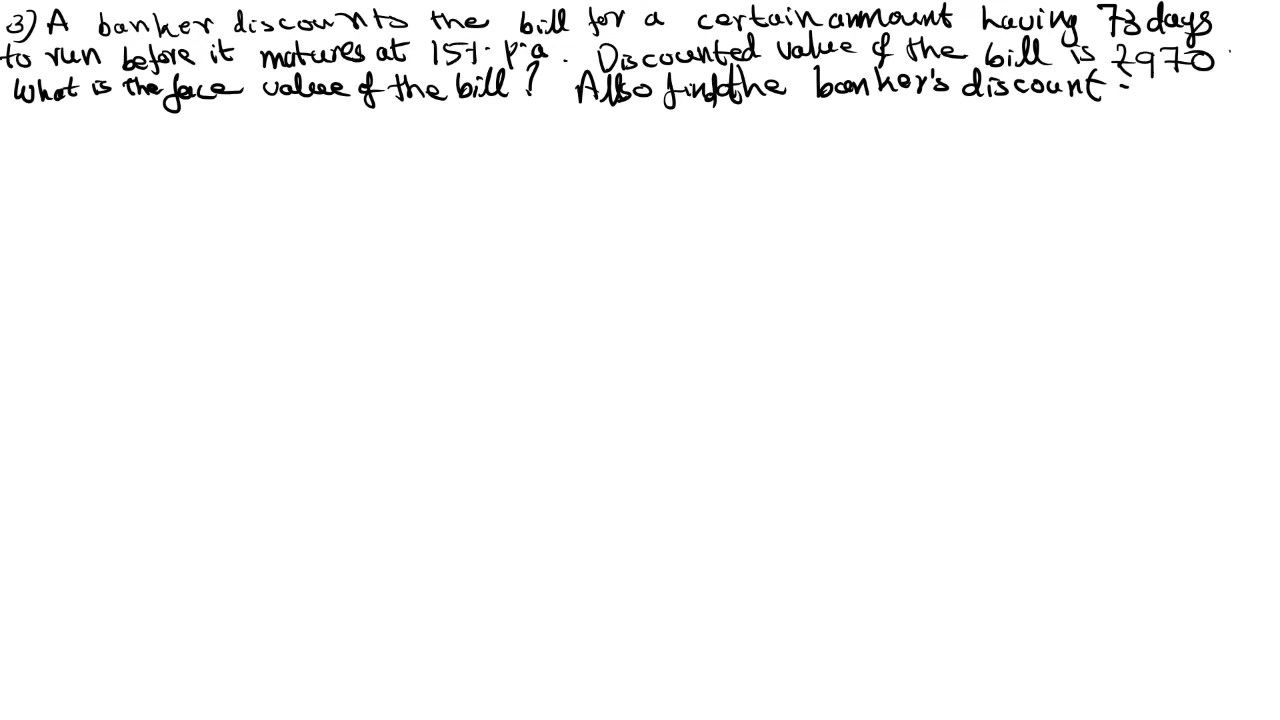 3) A banker discounts the bill for a certain ammount having 73 days
to run before it matures at 15% p.a. Discounted value of the bill is ₹970
What is the face value of the bill? Also find the banker's discount.